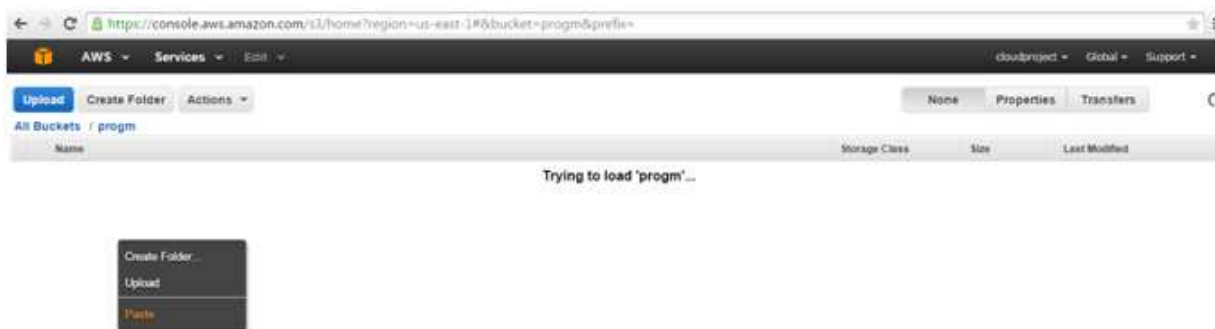 https://console.aws.amazon.com/s3/home?region=us-east-1#&bucket=progm&prefix=
AWS Services Edit cloudproject Global Support
Upload Create Folder Actions None Properties Transfers
All Buckets / progm
Name Storage Class Size Last Modified
Trying to load 'progm'...
Create Folder...
Upload
Paste